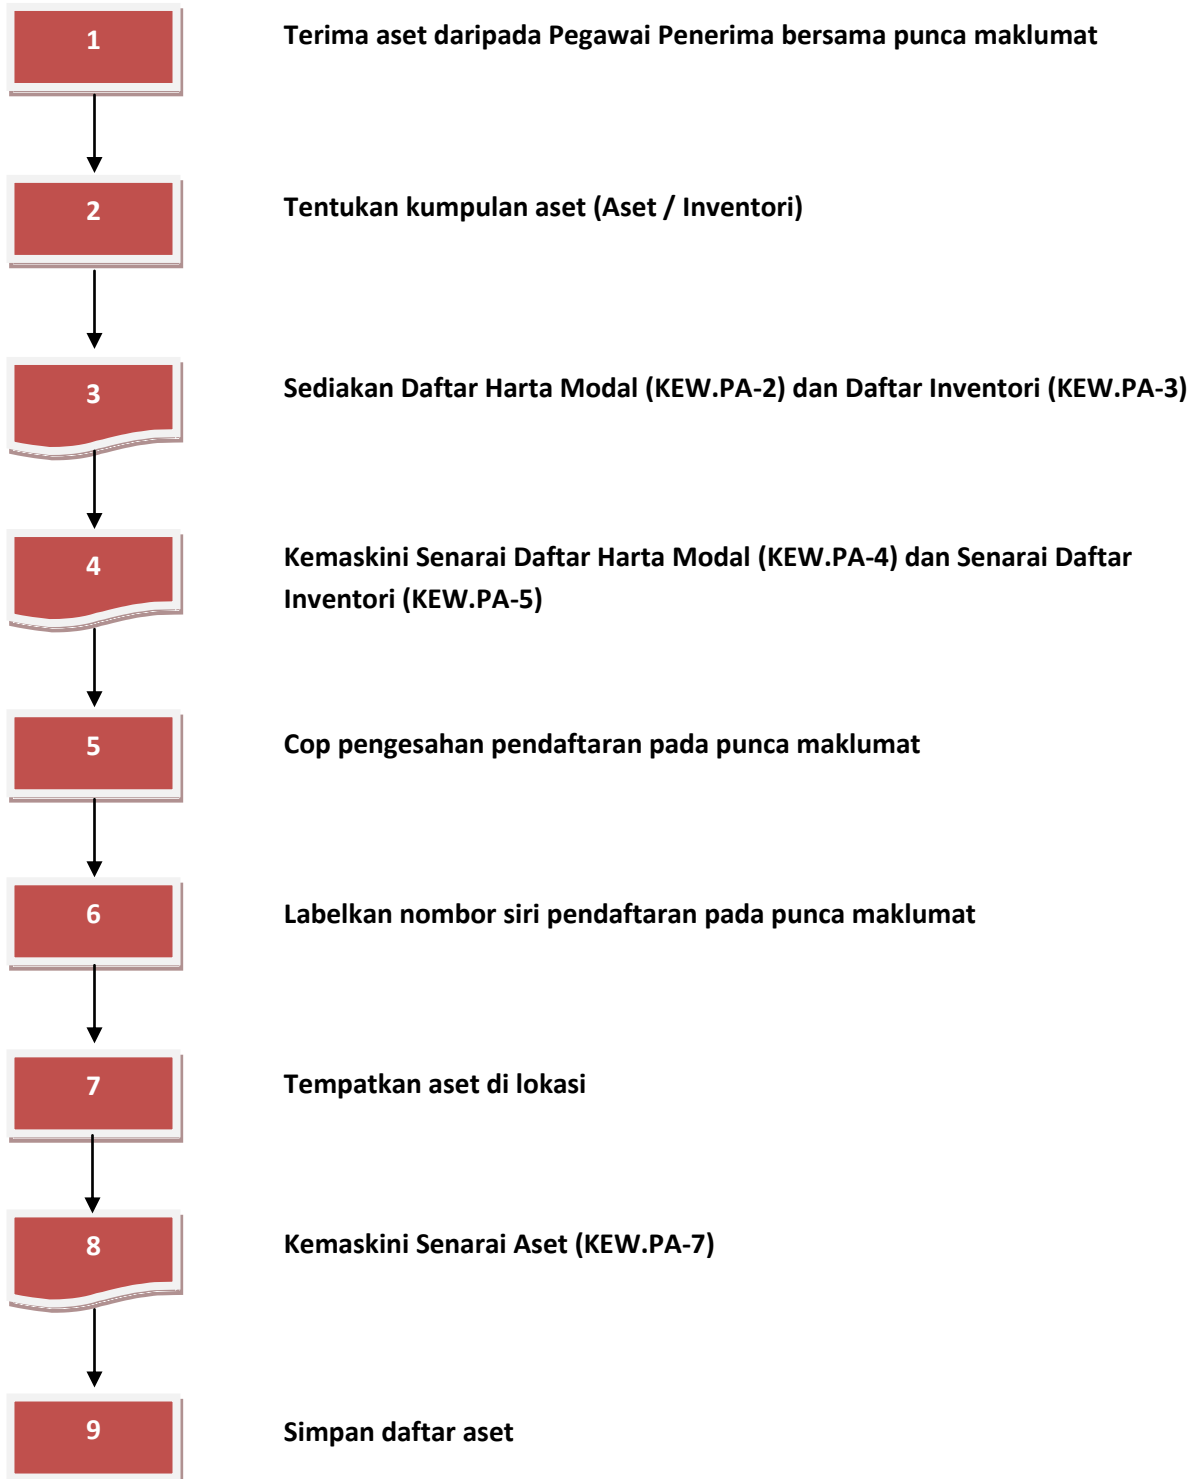 1
Terima aset daripada Pegawai Penerima bersama punca maklumat
2
Tentukan kumpulan aset (Aset / Inventori)
3
Sediakan Daftar Harta Modal (KEW.PA-2) dan Daftar Inventori (KEW.PA-3)
4
Kemaskini Senarai Daftar Harta Modal (KEW.PA-4) dan Senarai Daftar
Inventori (KEW.PA-5)
5
Cop pengesahan pendaftaran pada punca maklumat
6
Labelkan nombor siri pendaftaran pada punca maklumat
7
Tempatkan aset di lokasi
8
Kemaskini Senarai Aset (KEW.PA-7)
9
Simpan daftar aset